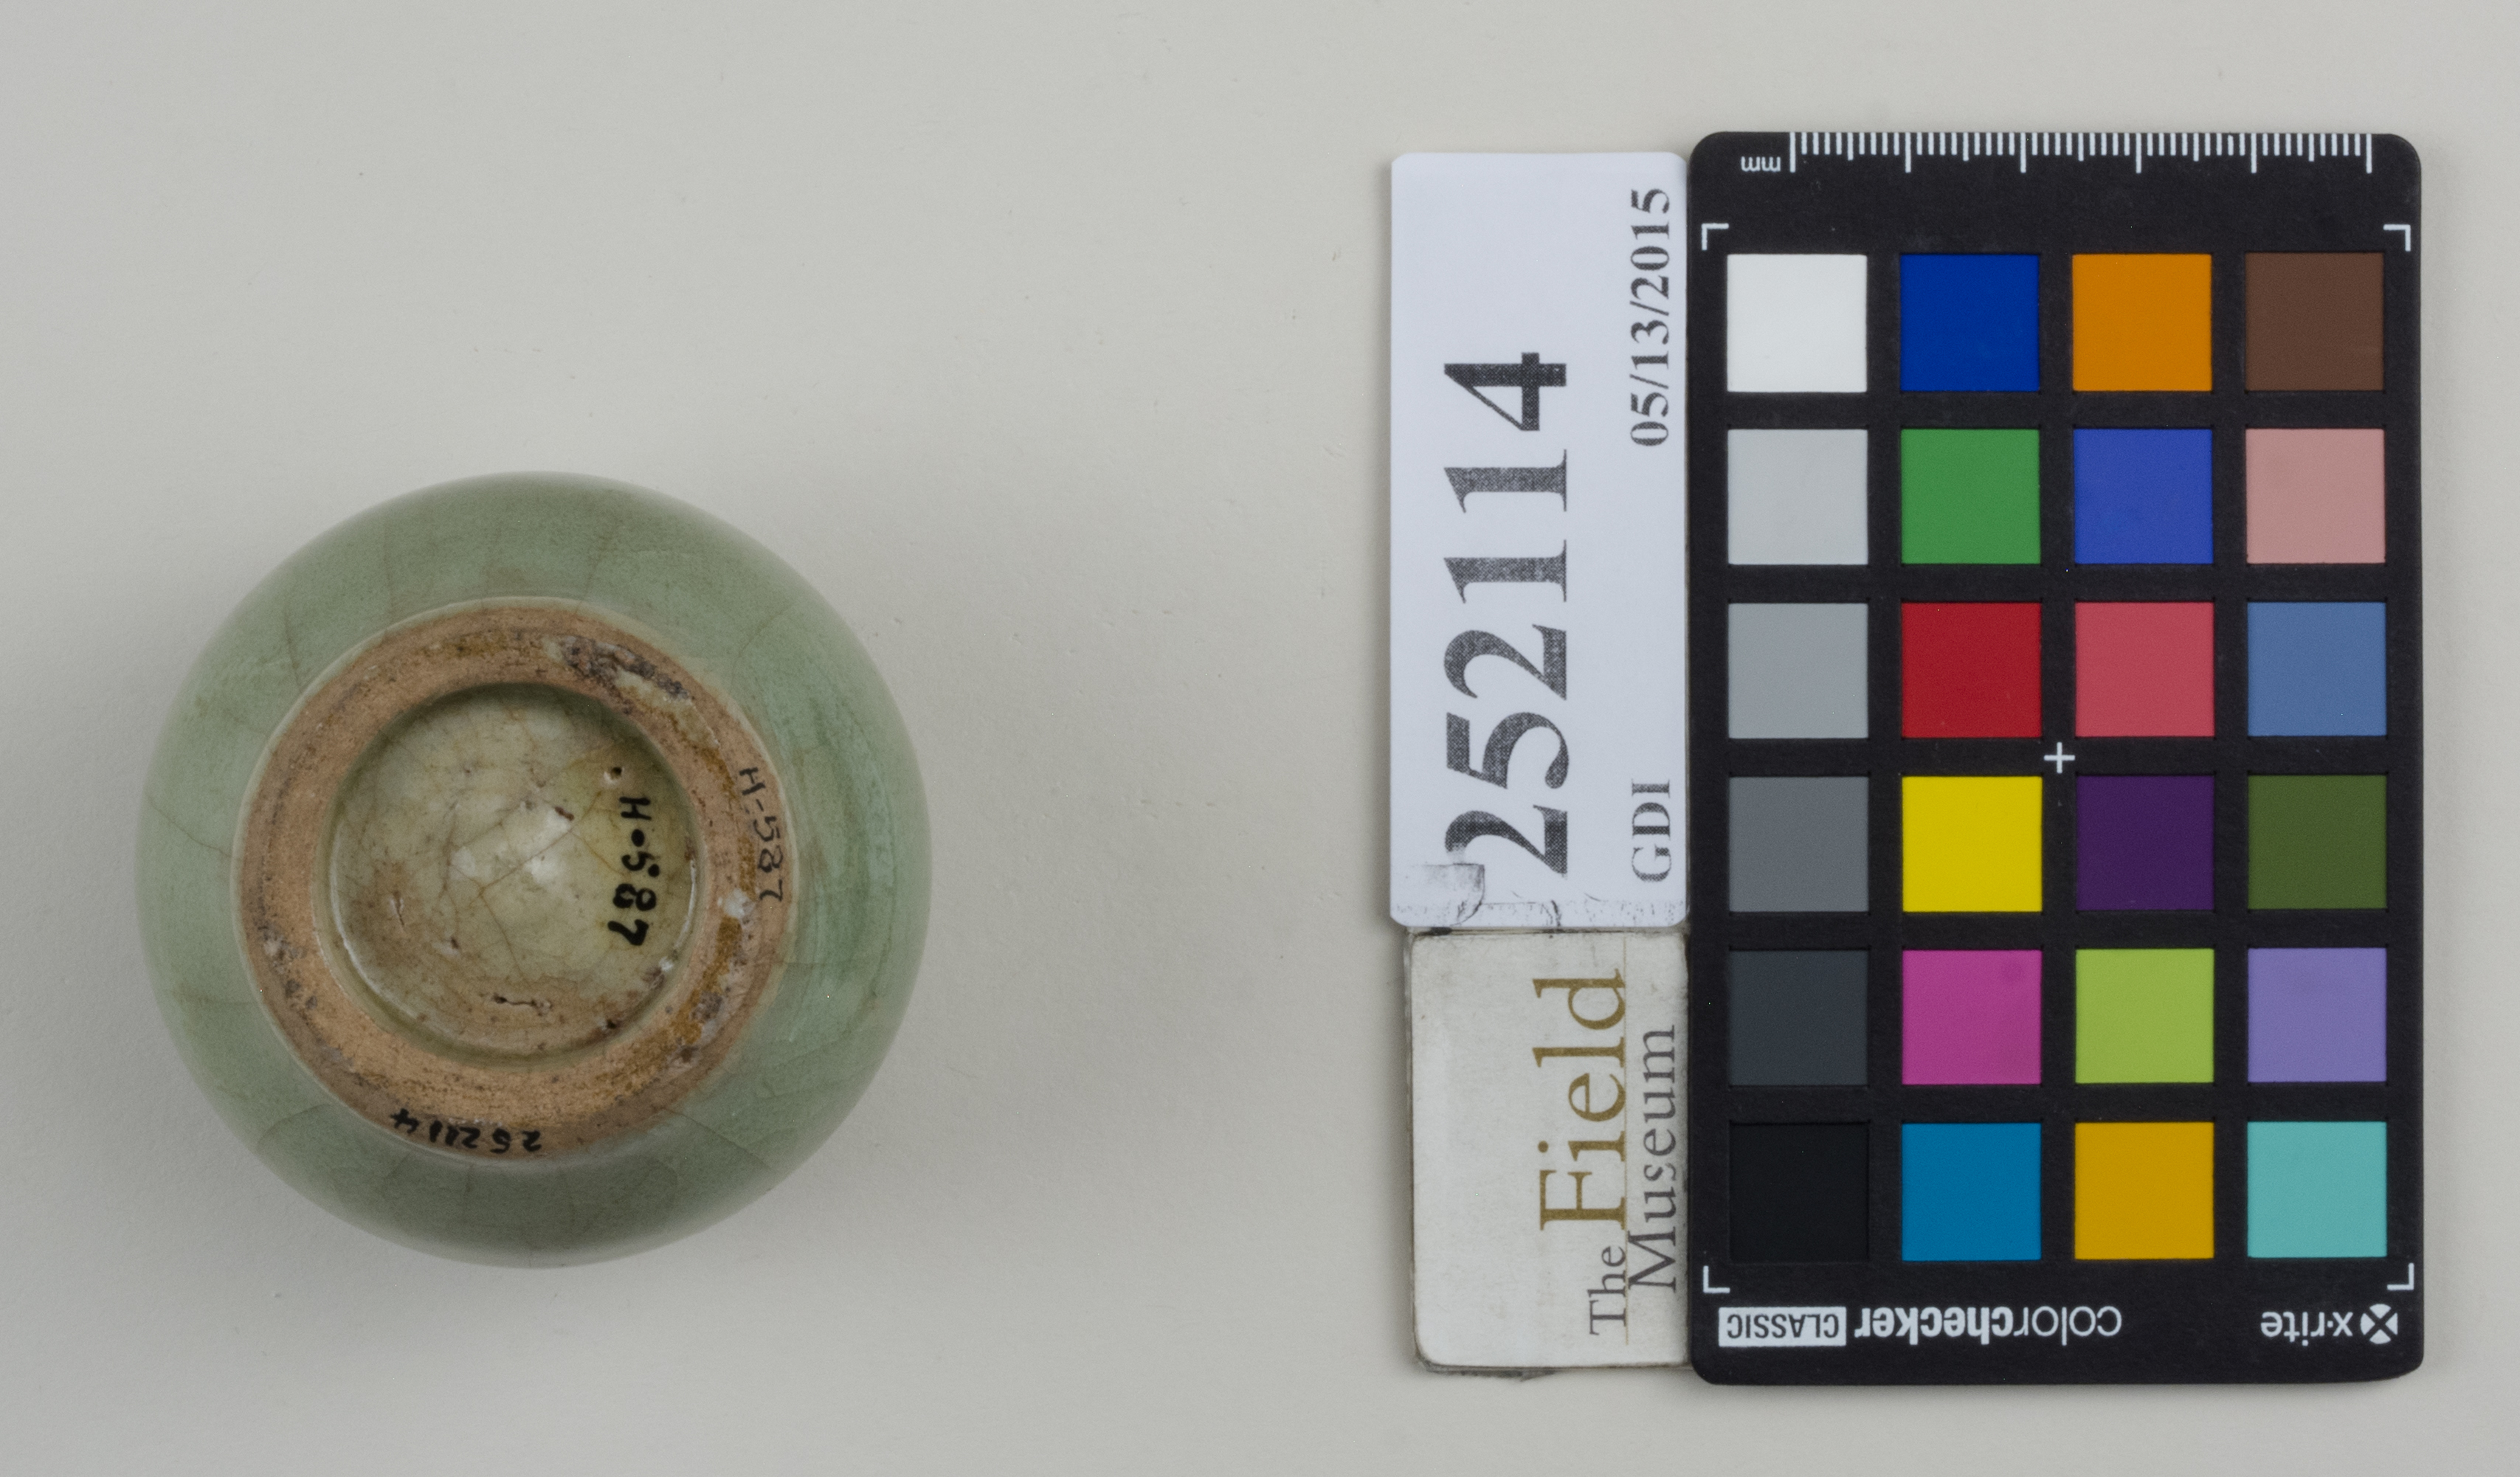 H-587
H·587
252114
252114
GDI 05/13/2015
The Field
Museum
mm
x-rite
colorchecker CLASSIC